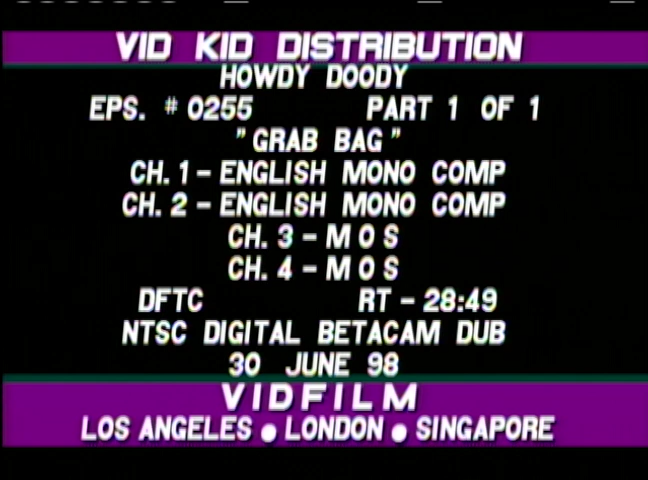 VID KID DISTRIBUTION
HOWDY DOODY
EPS. # 0255 PART 1 OF 1
" GRAB BAG "
CH. 1 - ENGLISH MONO COMP
CH. 2 - ENGLISH MONO COMP
CH. 3 - M O S
CH. 4 - M O S
DFTC RT - 28:49
NTSC DIGITAL BETACAM DUB
30 JUNE 98
VIDFILM
LOS ANGELES ● LONDON ● SINGAPORE